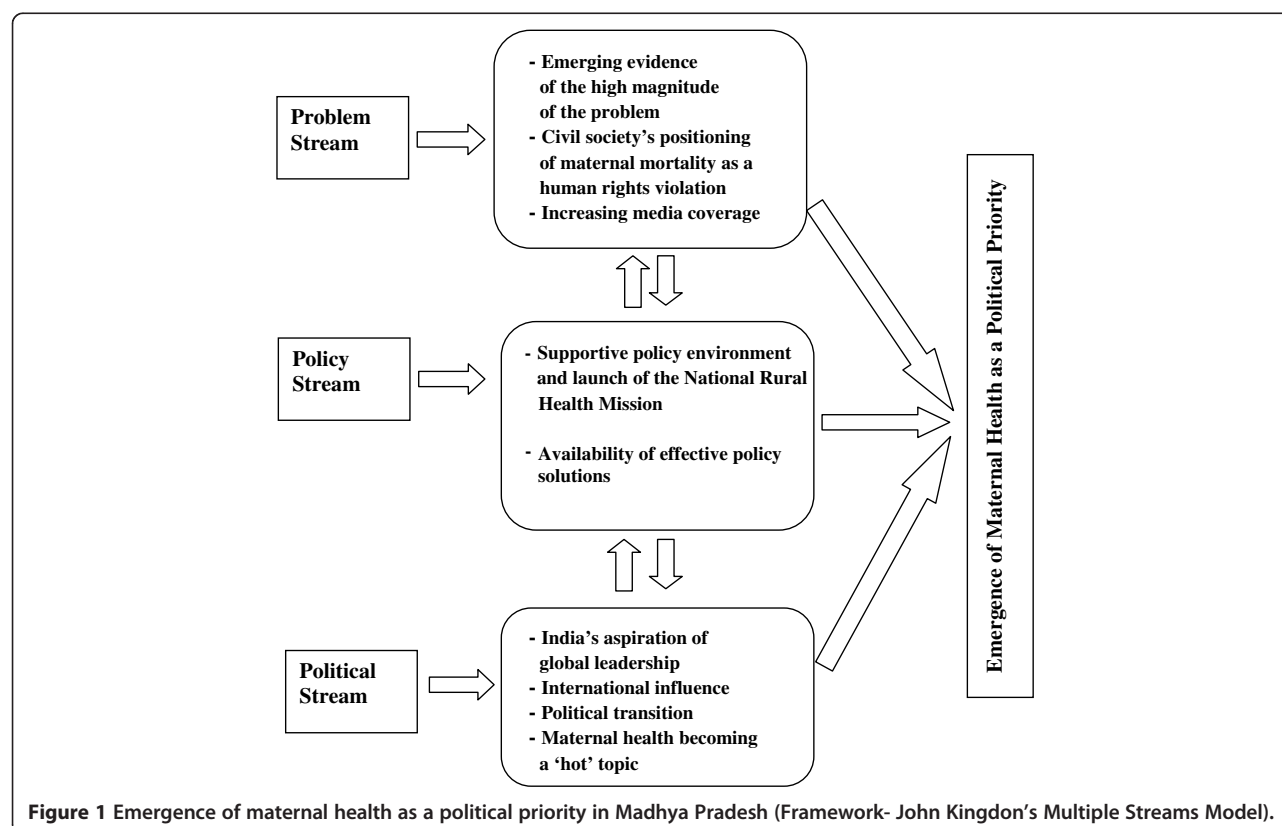 Problem
Stream
- Emerging evidence
of the high magnitude
of the problem
- Civil society's positioning
of maternal mortality as a
human rights violation
- Increasing media coverage
Policy
Stream
- Supportive policy environment
and launch of the National Rural
Health Mission
- Availability of effective policy
solutions
Political
Stream
- India's aspiration of
global leadership
- International influence
- Political transition
- Maternal health becoming
a 'hot' topic
Emergence of Maternal Health as a Political Priority
Figure 1 Emergence of maternal health as a political priority in Madhya Pradesh (Framework- John Kingdon's Multiple Streams Model).